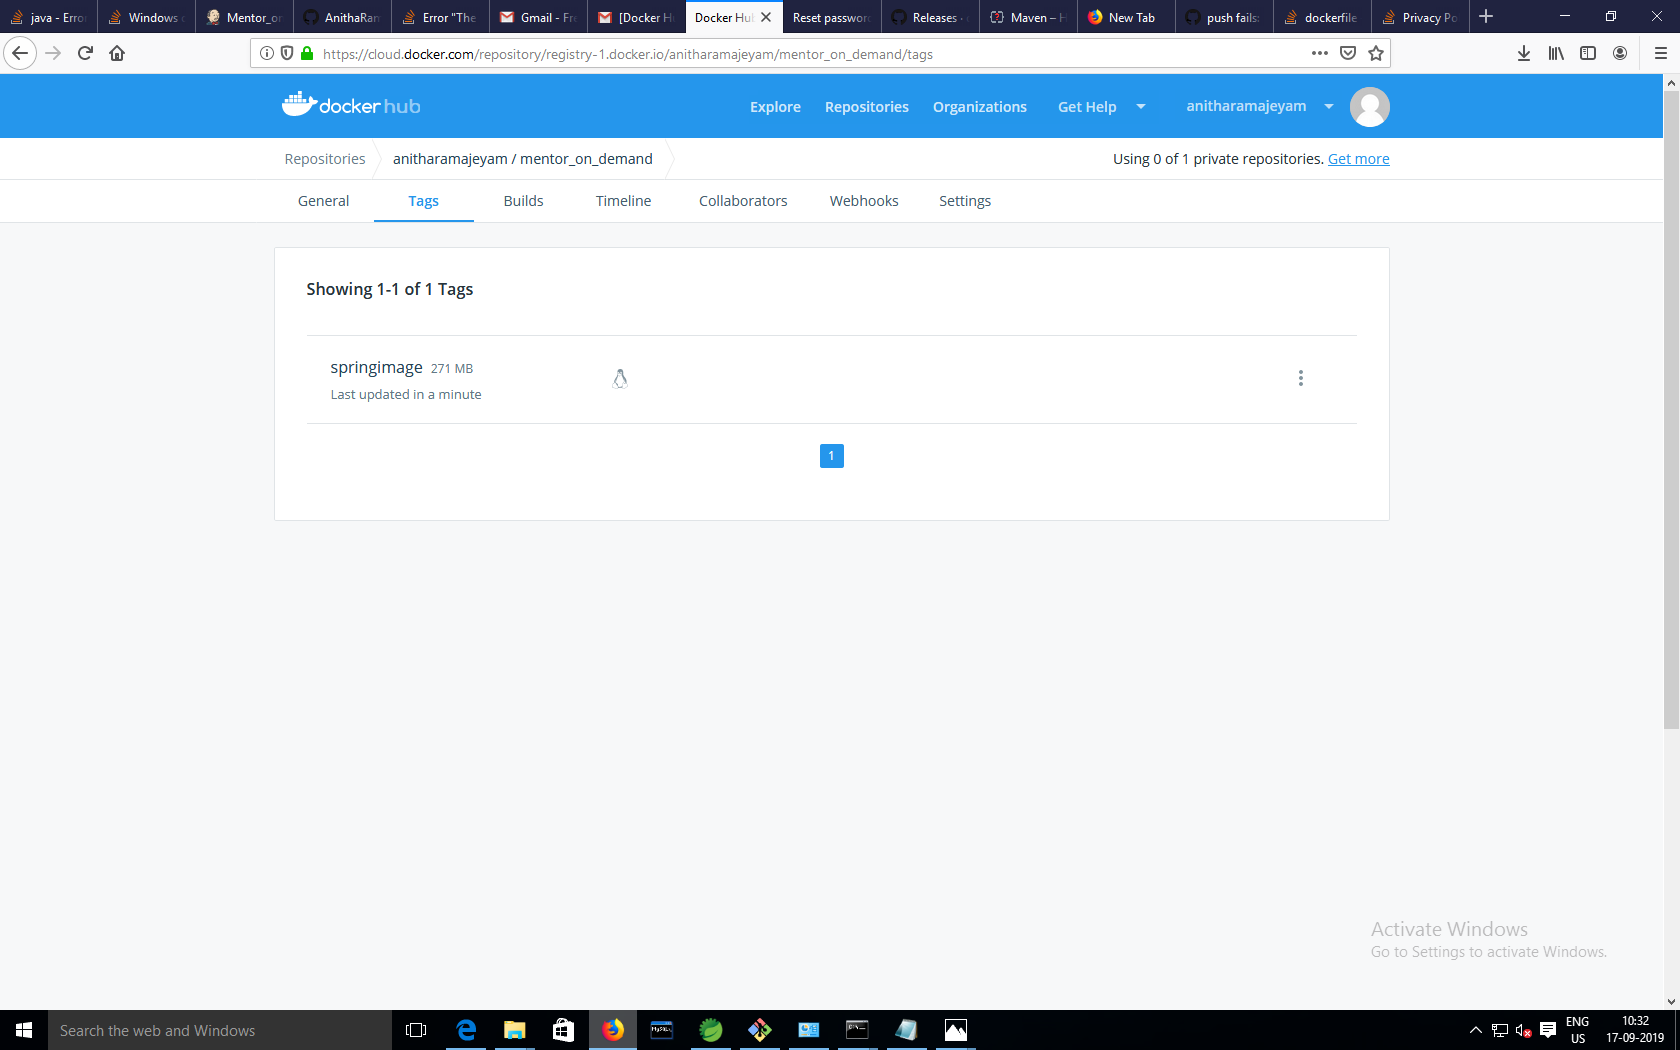 java - Erro
Windows
Mentor_or
AnithaRar
Error "The
Gmail - Fre
[Docker H
Docker Hu
Reset password
Releases ·
Maven – H
New Tab
push fails:
dockerfile
Privacy Po
https://cloud.docker.com/repository/registry-1.docker.io/anitharamajeyam/mentor_on_demand/tags
docker hub
Explore
Repositories
Organizations
Get Help
anitharamajeyam
Repositories
anitharamajeyam / mentor_on_demand
Using 0 of 1 private repositories. Get more
General
Tags
Builds
Timeline
Collaborators
Webhooks
Settings
Showing 1-1 of 1 Tags
springimage 271 MB
Last updated in a minute
1
Activate Windows
Go to Settings to activate Windows.
Search the web and Windows
ENG
US
10:32
17-09-2019